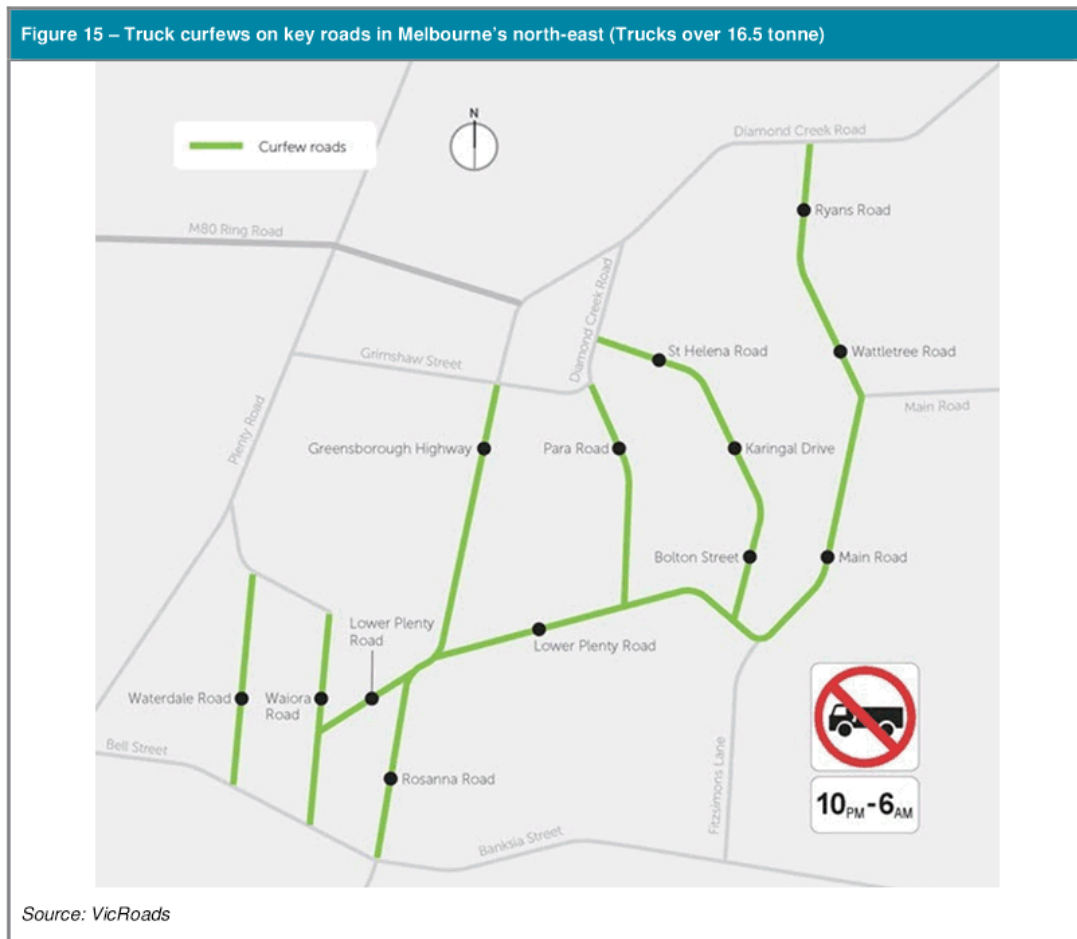 Figure 15 – Truck curfews on key roads in Melbourne's north-east (Trucks over 16.5 tonne)
N
Curfew roads
Diamond Creek Road
Ryans Road
M80 Ring Road
Diamond Creek Road
Grimshaw Street
St Helena Road
Wattletree Road
Main Road
Plenty Road
Greensborough Highway
Para Road
Karingal Drive
Bolton Street
Main Road
Lower Plenty
Road
Lower Plenty Road
Waterdale Road
Waiora
Road
Bell Street
Rosanna Road
Fitzsimons Lane
Banksia Street
10PM-6AM
Source: VicRoads